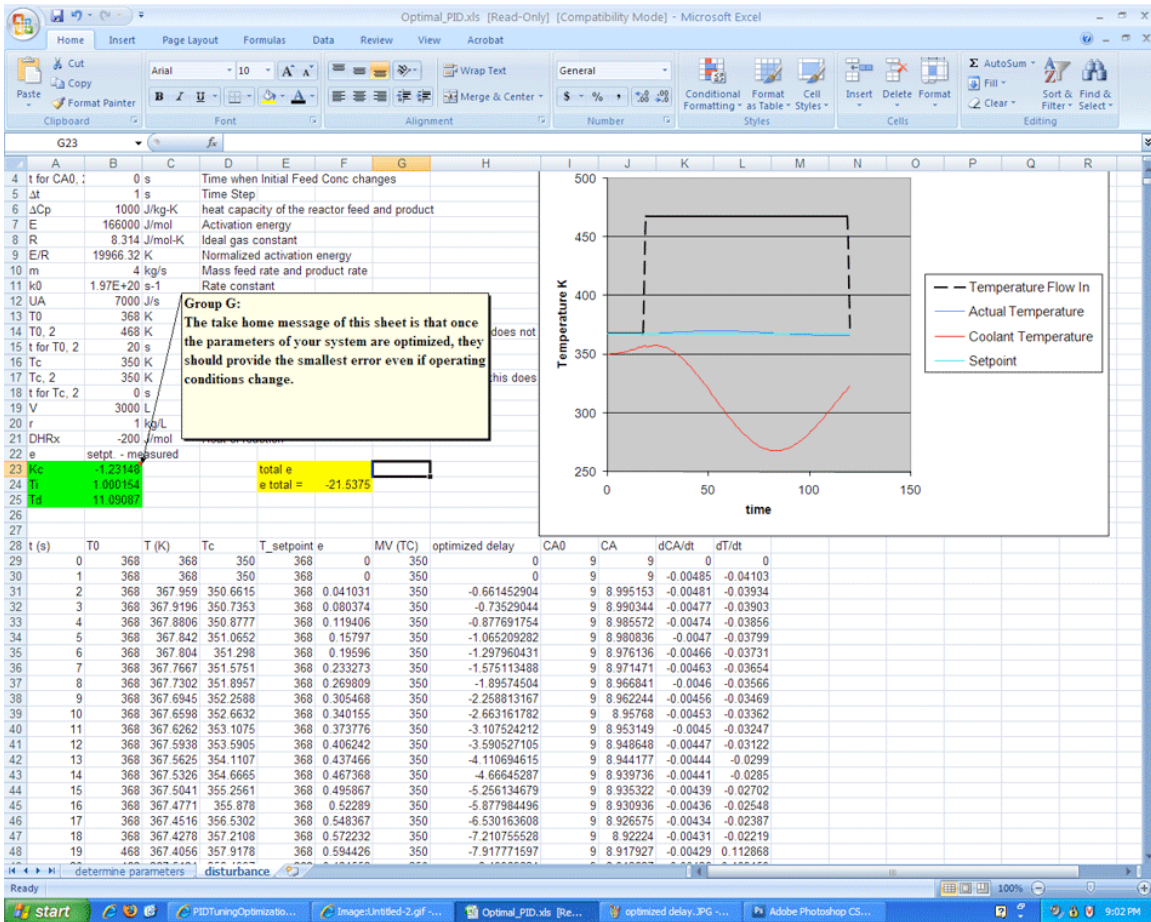 Optimal_PID.xls [Read-Only] [Compatibility Mode] - Microsoft Excel
Home Insert Page Layout Formulas Data Review View Acrobat
Paste
Cut
Copy
Format Painter
Clipboard
Arial 10
B I U
Font
Wrap Text
Merge & Center
Alignment
General
$ % ,
Number
Conditional Formatting
Format as Table
Cell Styles
Styles
Insert Delete Format
Cells
Σ AutoSum
Fill
Clear
Sort & Filter
Find & Select
Editing
G23 fx
A B C D E F G H I J K L M N O P Q R
4 t for CA0, 0 s Time when Initial Feed Conc changes
5 Δt 1 s Time Step
6 ΔCp 1000 J/kg-K heat capacity of the reactor feed and product
7 E 166000 J/mol Activation energy
8 R 8.314 J/mol-K Ideal gas constant
9 E/R 19966.32 K Normalized activation energy
10 m 4 kg/s Mass feed rate and product rate
11 k0 1.97E+20 s-1 Rate constant
12 UA 7000 J/s
13 T0 368 K
14 T0, 2 468 K does not
15 t for T0, 2 20 s
16 Tc 350 K
17 Tc, 2 350 K this does
18 t for Tc, 2 0 s
19 V 3000 L
20 r 1 kg/L
21 DHRx -200 J/mol
22 e setpt. - measured
23 Kc -1.23148 total e
24 Ti 1.000154 e total = -21.5375
25 Td 11.09087
26
27
Group G:
The take home message of this sheet is that once
the parameters of your system are optimized, they
should provide the smallest error even if operating
conditions change.
500
450
400
350
300
250
Temperature K
0 50 100 150
time
Temperature Flow In
Actual Temperature
Coolant Temperature
Setpoint
28 t (s) T0 T (K) Tc T_setpoint e MV (TC) optimized delay CA0 CA dCA/dt dT/dt
29 0 368 368 350 368 0 350 0 9 9 0 0
30 1 368 368 350 368 0 350 0 9 9 -0.00485 -0.04103
31 2 368 367.959 350.6615 368 0.041031 350 -0.661452904 9 8.995153 -0.00481 -0.03934
32 3 368 367.9196 350.7353 368 0.080374 350 -0.73529044 9 8.990344 -0.00477 -0.03903
33 4 368 367.8806 350.8777 368 0.119406 350 -0.877691754 9 8.985572 -0.00474 -0.03856
34 5 368 367.842 351.0652 368 0.15797 350 -1.065209282 9 8.980836 -0.0047 -0.03799
35 6 368 367.804 351.298 368 0.19596 350 -1.297960431 9 8.976136 -0.00466 -0.03731
36 7 368 367.7667 351.5751 368 0.233273 350 -1.575113488 9 8.971471 -0.00463 -0.03654
37 8 368 367.7302 351.8957 368 0.269809 350 -1.89574504 9 8.966841 -0.0046 -0.03566
38 9 368 367.6945 352.2588 368 0.305468 350 -2.258813167 9 8.962244 -0.00456 -0.03469
39 10 368 367.6598 352.6632 368 0.340155 350 -2.663161782 9 8.95768 -0.00453 -0.03362
40 11 368 367.6262 353.1075 368 0.373776 350 -3.107524212 9 8.953149 -0.0045 -0.03247
41 12 368 367.5938 353.5905 368 0.406242 350 -3.590527105 9 8.948648 -0.00447 -0.03122
42 13 368 367.5625 354.1107 368 0.437466 350 -4.110694615 9 8.944177 -0.00444 -0.0299
43 14 368 367.5326 354.6665 368 0.467368 350 -4.66645287 9 8.939736 -0.00441 -0.0285
44 15 368 367.5041 355.2561 368 0.495867 350 -5.256134679 9 8.935322 -0.00439 -0.02702
45 16 368 367.4771 355.878 368 0.52289 350 -5.877984496 9 8.930936 -0.00436 -0.02548
46 17 368 367.4516 356.5302 368 0.548367 350 -6.530163608 9 8.926575 -0.00434 -0.02387
47 18 368 367.4278 357.2108 368 0.572232 350 -7.210755528 9 8.92224 -0.00431 -0.02219
48 19 468 367.4056 357.9178 368 0.594426 350 -7.917771597 9 8.917927 -0.00429 0.112868
determine parameters disturbance
Ready 100%
start PIDTuningOptimizatio... Image:Untitled-2.gif -... Optimal_PID.xls [Re... optimized delay.JPG -... Adobe Photoshop CS... 9:02PM